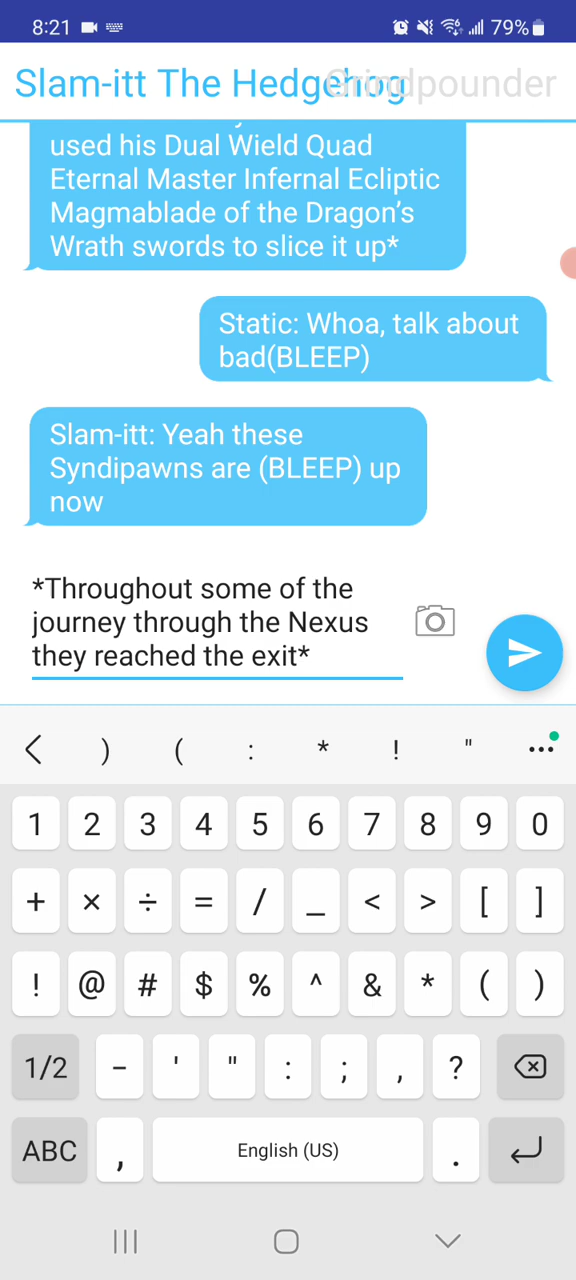 8:21 79%
Slam-itt The Hedgehog
used his Dual Wield Quad
Eternal Master Infernal Ecliptic
Magmablade of the Dragon’s
Wrath swords to slice it up*
Static: Whoa, talk about
bad(BLEEP)
Slam-itt: Yeah these
Syndipawns are (BLEEP) up
now
*Throughout some of the
journey through the Nexus
they reached the exit*
) ( : * ! "
1 2 3 4 5 6 7 8 9 0
+ × ÷ = / _ < > [ ]
! @ # $ % ^ & * ( )
1/2 - ' " : ; , ?
ABC , English (US) .